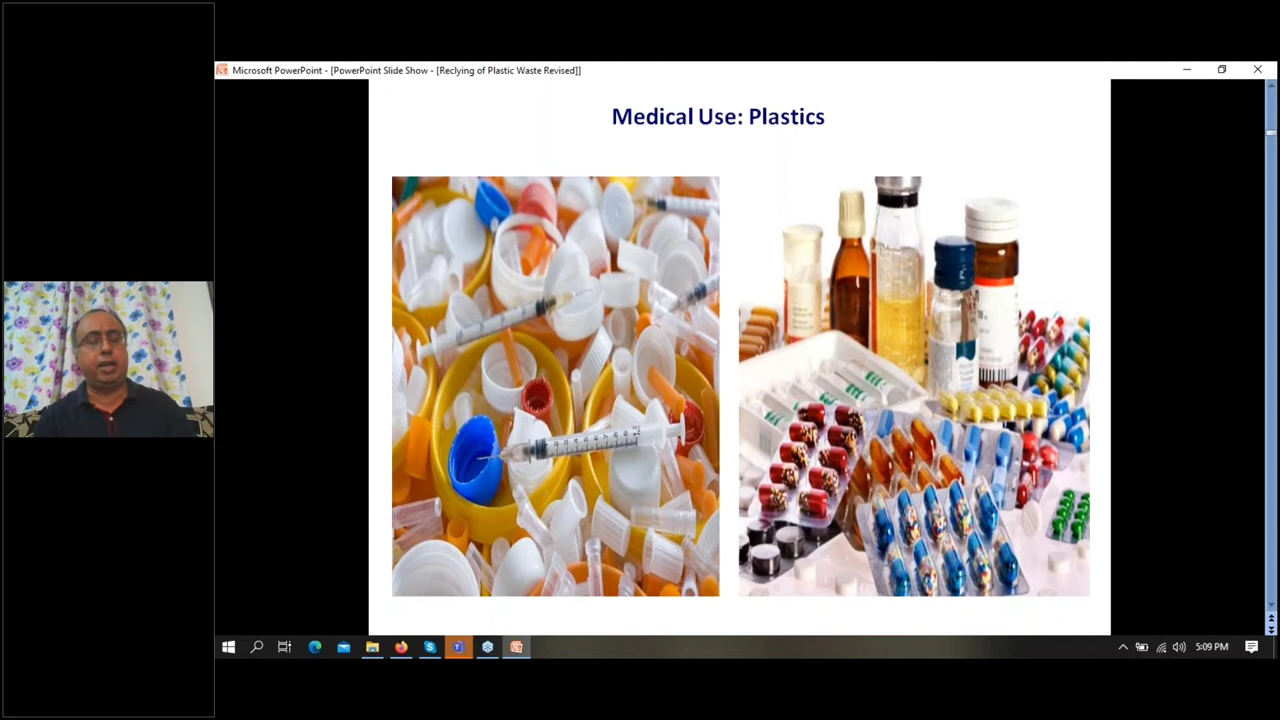 Microsoft PowerPoint - [PowerPoint Slide Show - [Reclying of Plastic Waste Revised]]
Medical Use: Plastics
5:09 PM